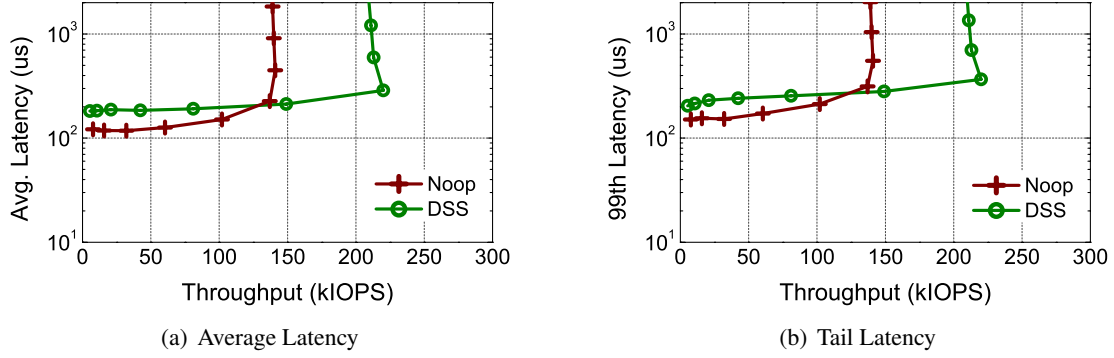 Avg. Latency (us)
10³
10²
10¹
Noop
DSS
0 50 100 150 200 250 300
Throughput (kIOPS)
(a) Average Latency
99th Latency (us)
10³
10²
10¹
Noop
DSS
0 50 100 150 200 250 300
Throughput (kIOPS)
(b) Tail Latency